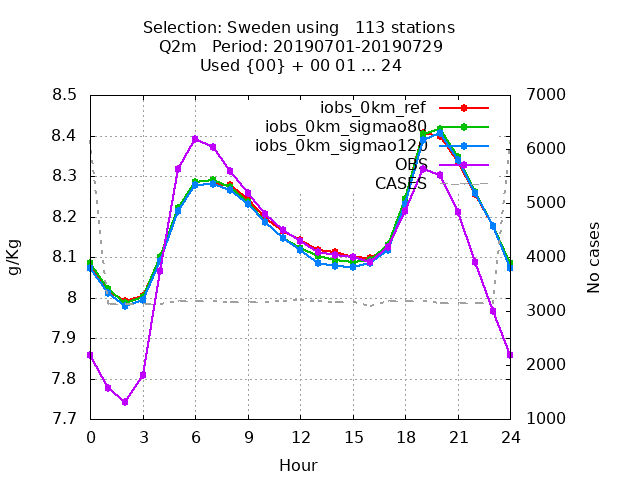 Selection: Sweden using 113 stations
Q2m Period: 20190701-20190729
Used {00} + 00 01 ... 24
8.5
8.4
8.3
8.2
8.1
8
7.9
7.8
7.7
g/Kg
iobs_0km_ref
iobs_0km_sigmao80
iobs_0km_sigmao120
OBS
CASES
7000
6000
5000
4000
3000
2000
1000
No cases
0 3 6 9 12 15 18 21 24
Hour